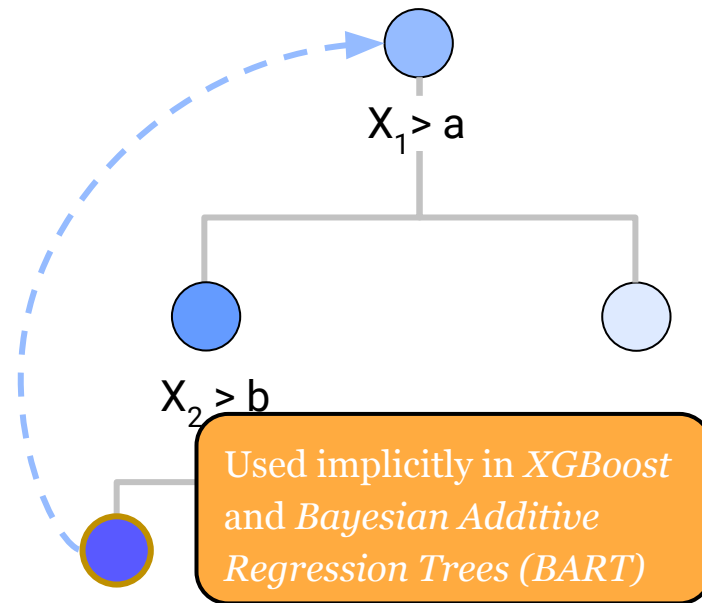 X₁ > a
X₂ > b
Used implicitly in XGBoost
and Bayesian Additive
Regression Trees (BART)